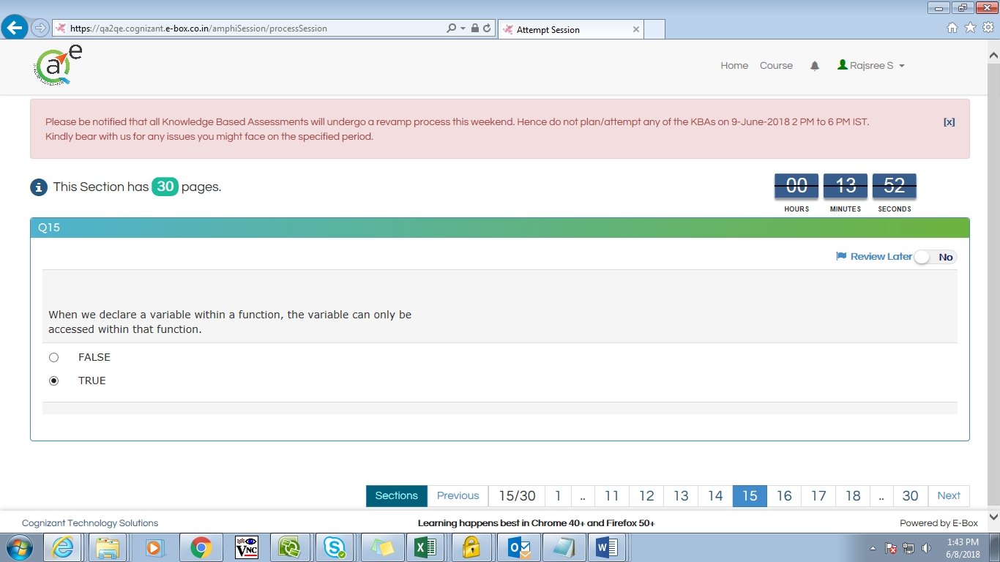 https://qa2qe.cognizant.e-box.co.in/amphiSession/processSession
Attempt Session
a e
Home Course Rajsree S
Please be notified that all Knowledge Based Assessments will undergo a revamp process this weekend. Hence do not plan/attempt any of the KBAs on 9-June-2018 2 PM to 6 PM IST. [x]
Kindly bear with us for any issues you might face on the specified period.
This Section has 30 pages.
00 13 52
HOURS MINUTES SECONDS
Q15
Review Later No
When we declare a variable within a function, the variable can only be
accessed within that function.
FALSE
TRUE
Sections Previous 15/30 1 .. 11 12 13 14 15 16 17 18 .. 30 Next
Cognizant Technology Solutions Learning happens best in Chrome 40+ and Firefox 50+ Powered by E-Box
VNC
1:43 PM
6/8/2018